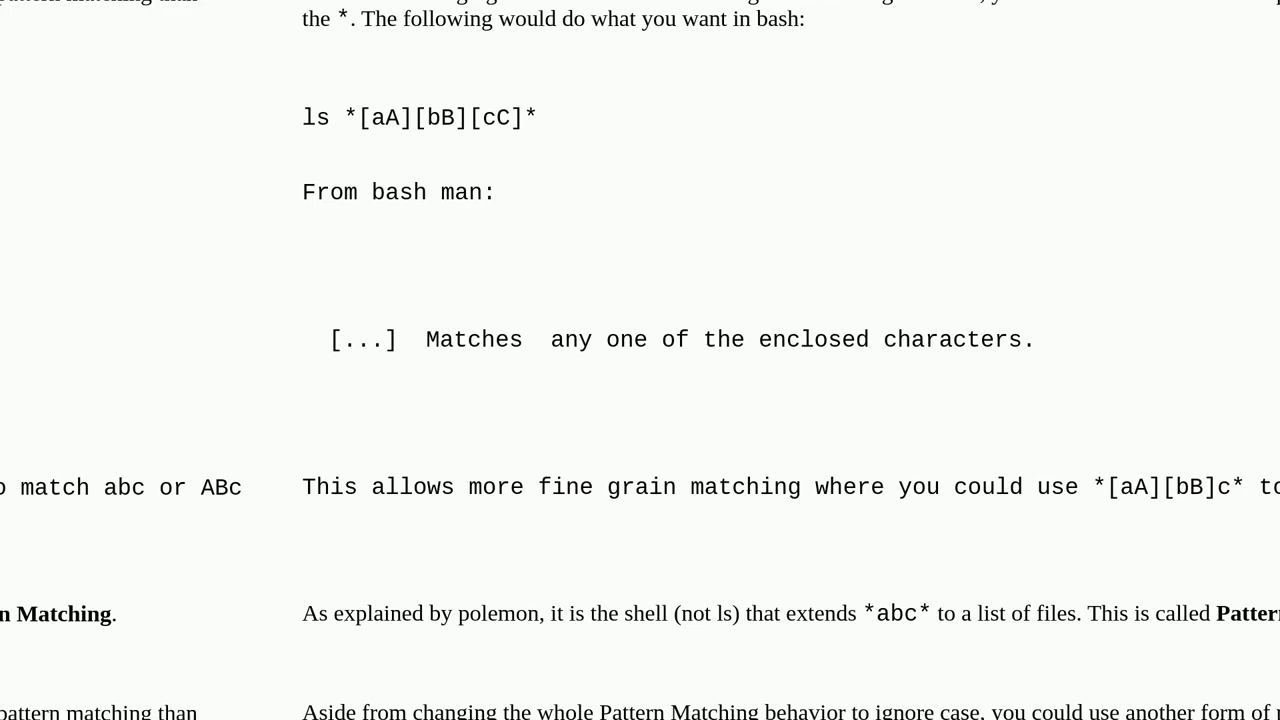 the *. The following would do what you want in bash:
ls *[aA][bB][cC]*
From bash man:
[...]  Matches  any one of the enclosed characters.
o match abc or ABc
This allows more fine grain matching where you could use *[aA][bB]c* to
n Matching.
As explained by polemon, it is the shell (not ls) that extends *abc* to a list of files. This is called Pattern
pattern matching than
Aside from changing the whole Pattern Matching behavior to ignore case, you could use another form of